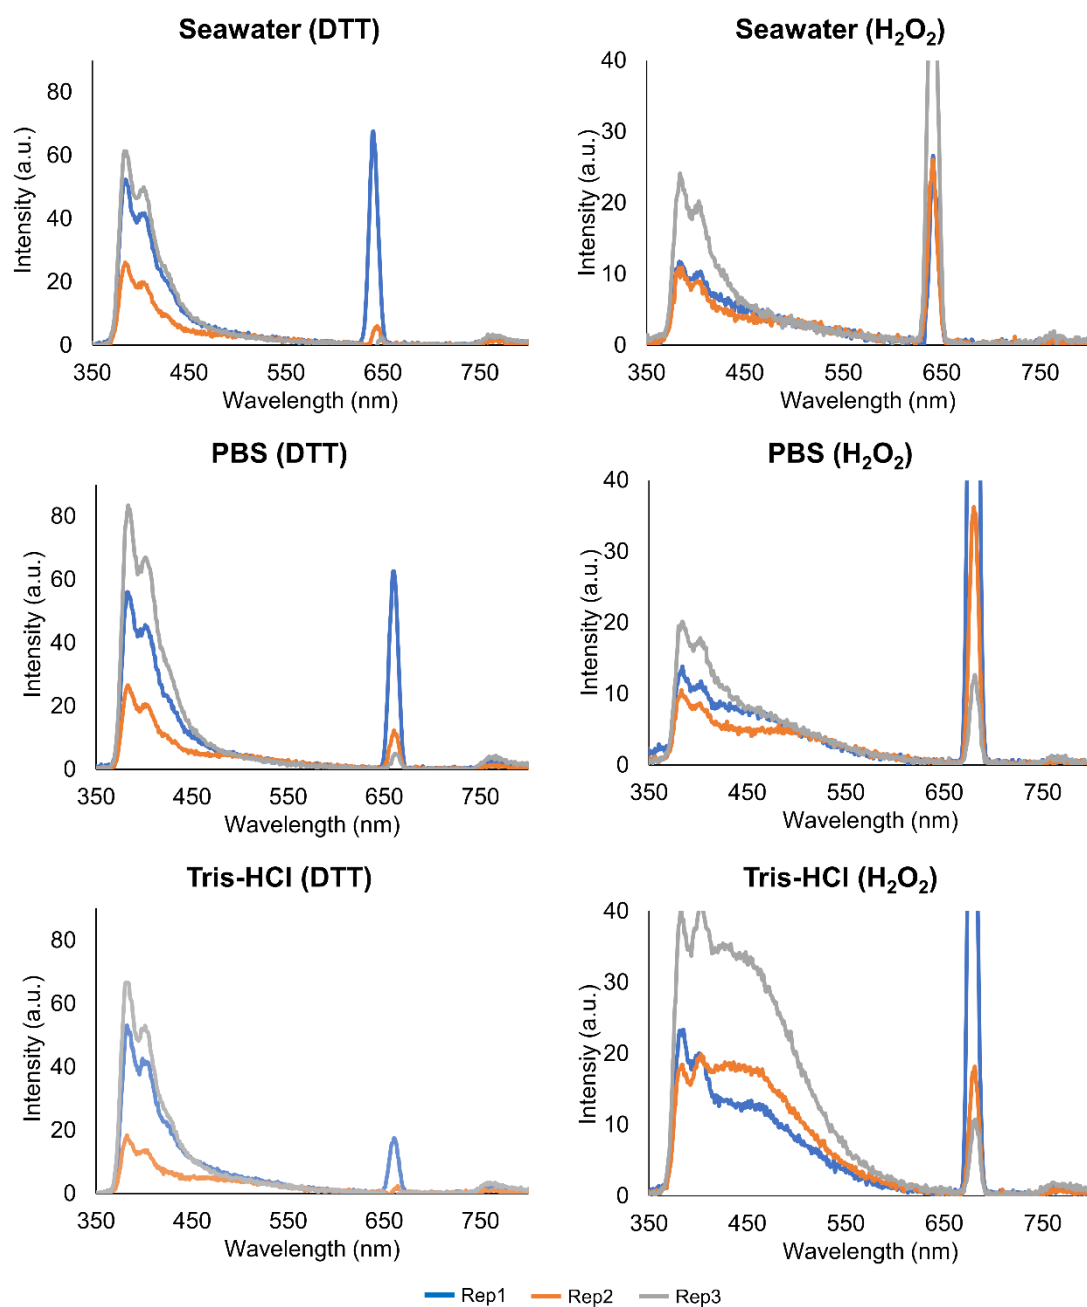 Seawater (DTT)
Intensity (a.u.)
80
60
40
20
0
350 450 550 650 750
Wavelength (nm)
Seawater (H₂O₂)
Intensity (a.u.)
40
30
20
10
0
350 450 550 650 750
Wavelength (nm)
PBS (DTT)
Intensity (a.u.)
80
60
40
20
0
350 450 550 650 750
Wavelength (nm)
PBS (H₂O₂)
Intensity (a.u.)
40
30
20
10
0
350 450 550 650 750
Wavelength (nm)
Tris-HCl (DTT)
Intensity (a.u.)
80
60
40
20
0
350 450 550 650 750
Wavelength (nm)
Tris-HCl (H₂O₂)
Intensiy (a.u.)
40
30
20
10
0
350 450 550 650 750
Wavelength (nm)
Rep1 Rep2 Rep3